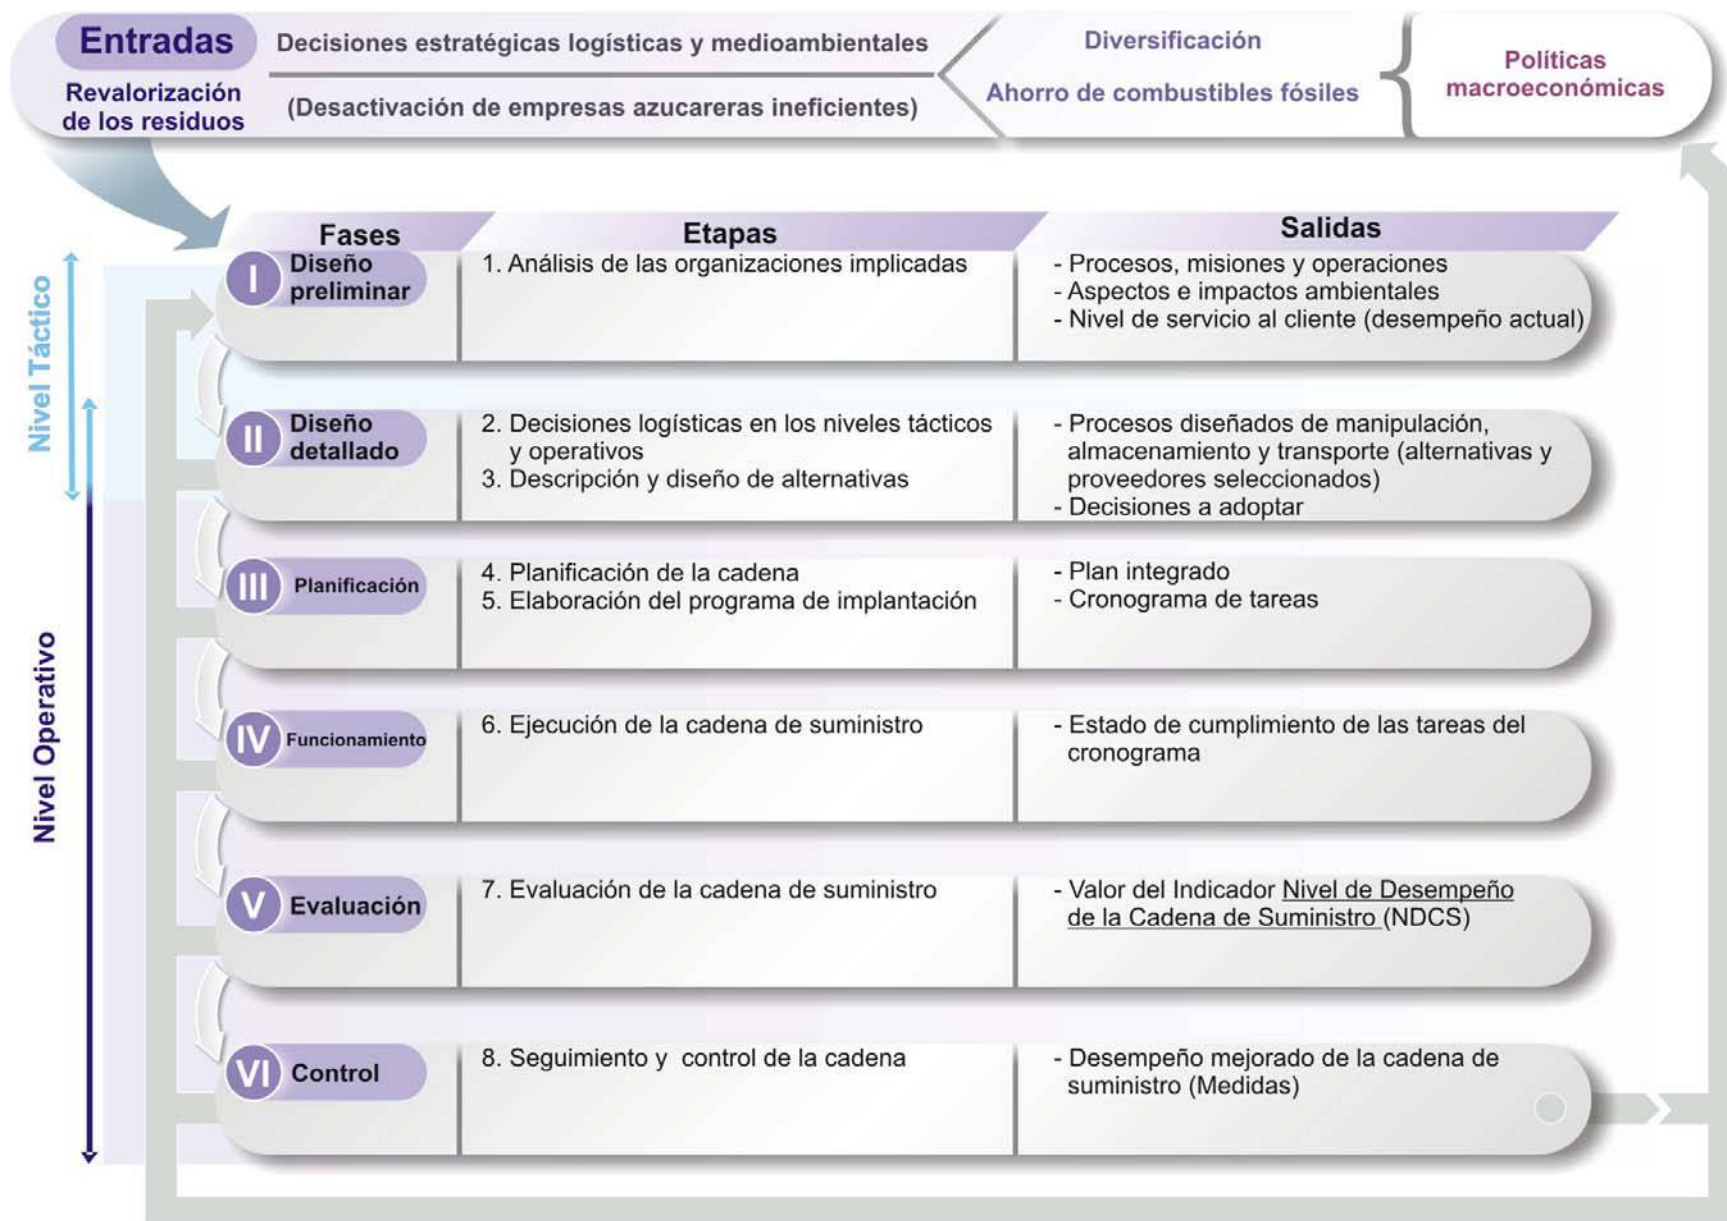 Entradas
Revalorización
de los residuos
Decisiones estratégicas logísticas y medioambientales
(Desactivación de empresas azucareras ineficientes)
Diversificación
Ahorro de combustibles fósiles
Políticas
macroeconómicas
Fases
Etapas
Salidas
Nivel Táctico
Nivel Operativo
I
Diseño
preliminar
1. Análisis de las organizaciones implicadas
- Procesos, misiones y operaciones
- Aspectos e impactos ambientales
- Nivel de servicio al cliente (desempeño actual)
II
Diseño
detallado
2. Decisiones logísticas en los niveles tácticos
y operativos
3. Descripción y diseño de alternativas
- Procesos diseñados de manipulación,
almacenamiento y transporte (alternativas y
proveedores seleccionados)
- Decisiones a adoptar
III
Planificación
4. Planificación de la cadena
5. Elaboración del programa de implantación
- Plan integrado
- Cronograma de tareas
IV
Funcionamiento
6. Ejecución de la cadena de suministro
- Estado de cumplimiento de las tareas del
cronograma
V
Evaluación
7. Evaluación de la cadena de suministro
- Valor del Indicador Nivel de Desempeño
de la Cadena de Suministro (NDCS)
VI
Control
8. Seguimiento y control de la cadena
- Desempeño mejorado de la cadena de
suministro (Medidas)